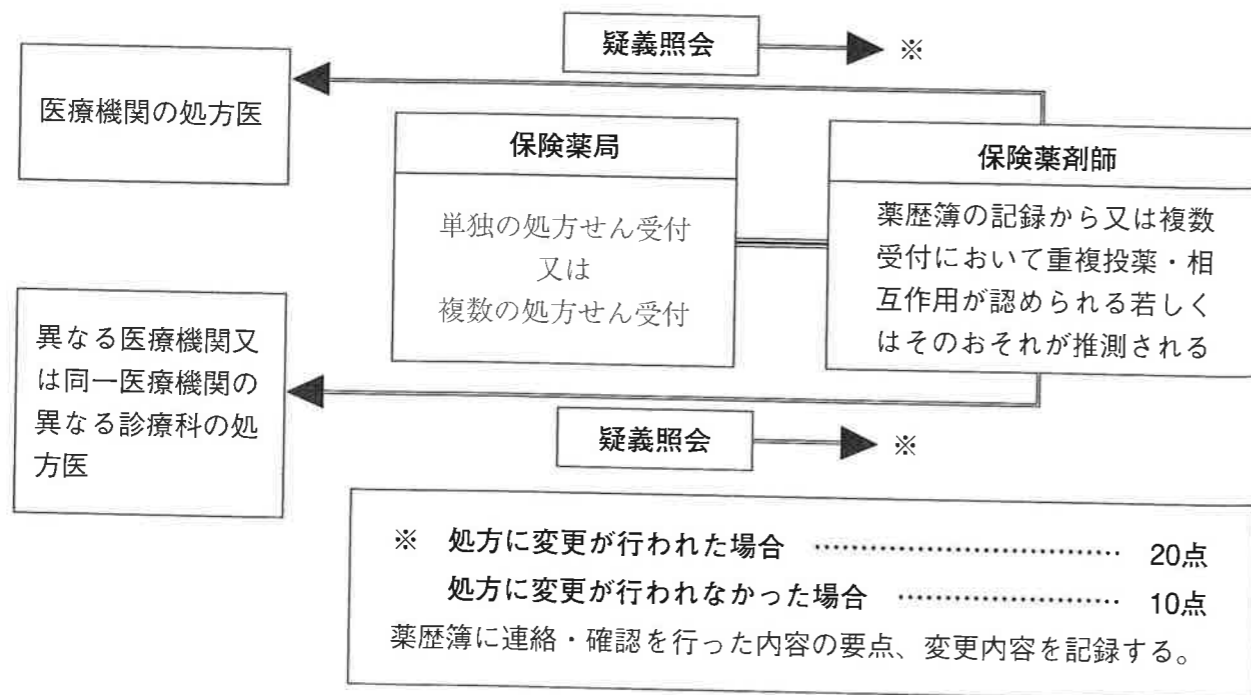 疑義照会
※
医療機関の処方医
保険薬局
単独の処方せん受付
又は
複数の処方せん受付
保険薬剤師
薬歴簿の記録から又は複数
受付において重複投薬・相
互作用が認められる若しく
はそのおそれが推測される
異なる医療機関又
は同一医療機関の
異なる診療科の処
方医
疑義照会
※
※ 処方に変更が行われた場合 ……………………………… 20点
処方に変更が行われなかった場合 ……………………… 10点
薬歴簿に連絡・確認を行った内容の要点、変更内容を記録する。